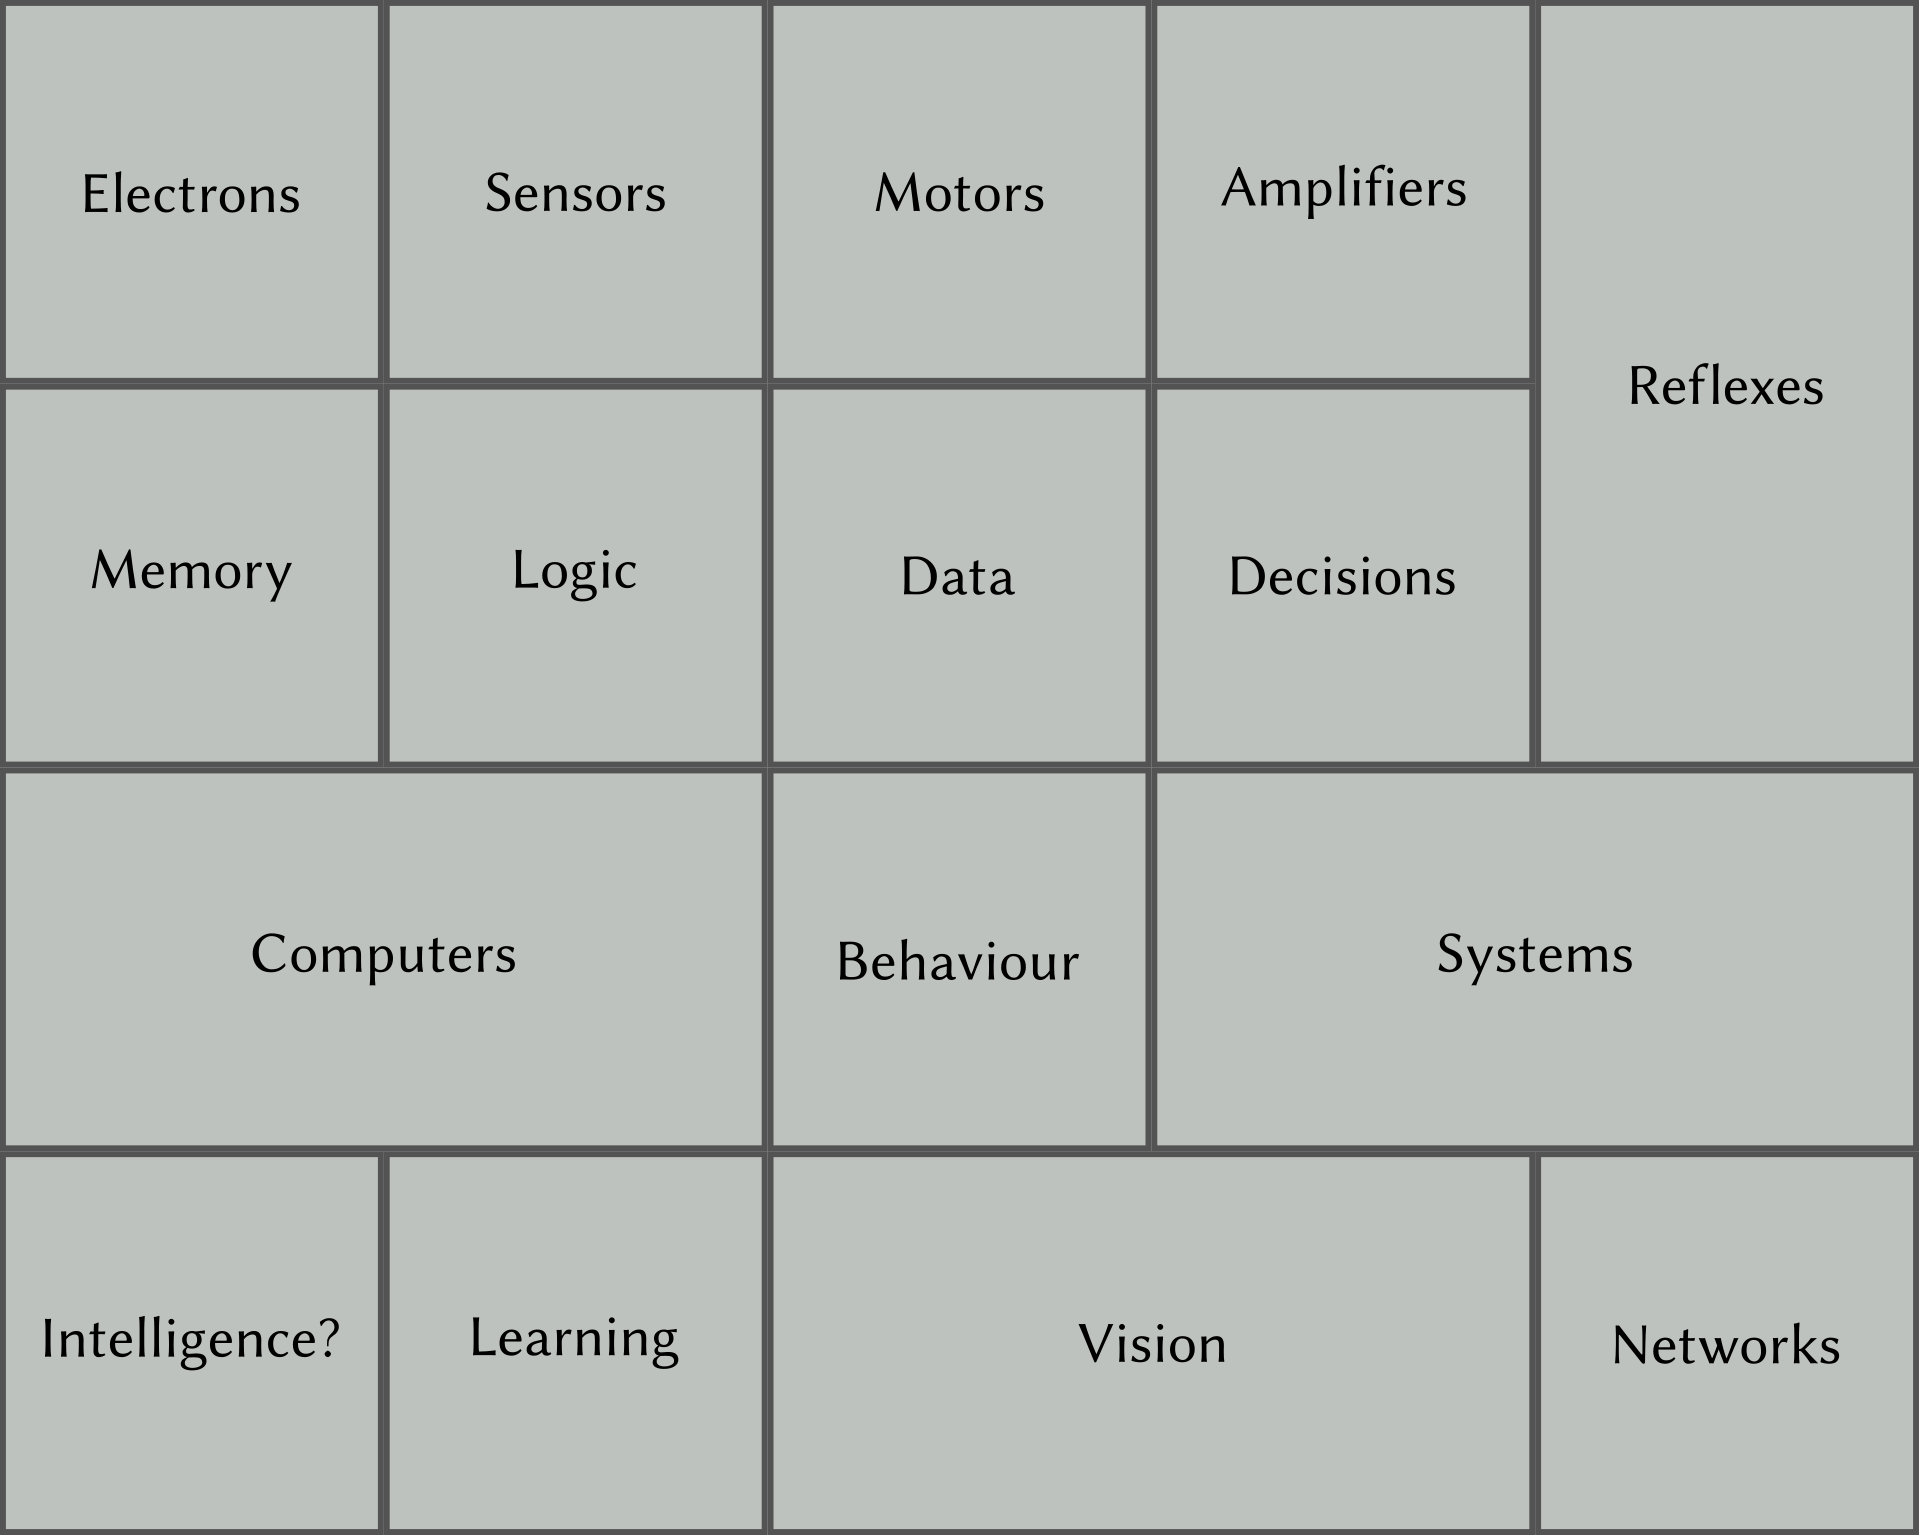 Electrons
Sensors
Motors
Amplifiers
Reflexes
Memory
Logic
Data
Decisions
Computers
Behaviour
Systems
Intelligence?
Learning
Vision
Networks